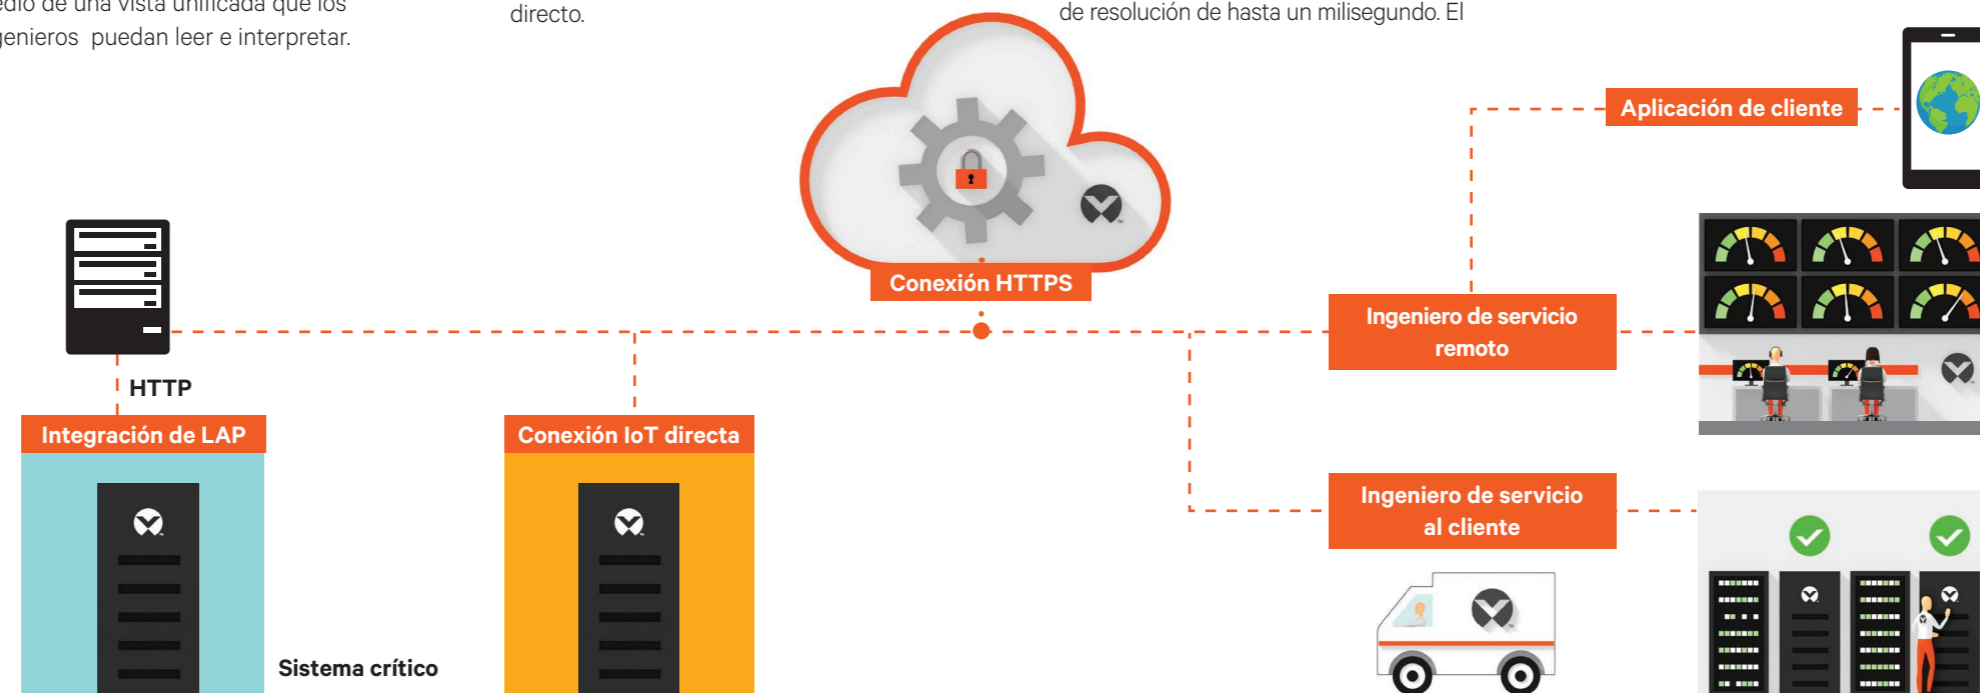 edio de una vista unificada que los
genieros puedan leer e interpretar.
directo.
de resolución de hasta un milisegundo. El
Aplicación de cliente
Conexión HTTPS
Ingeniero de servicio
remoto
HTTP
Integración de LAP
Conexión IoT directa
Ingeniero de servicio
al cliente
Sistema crítico